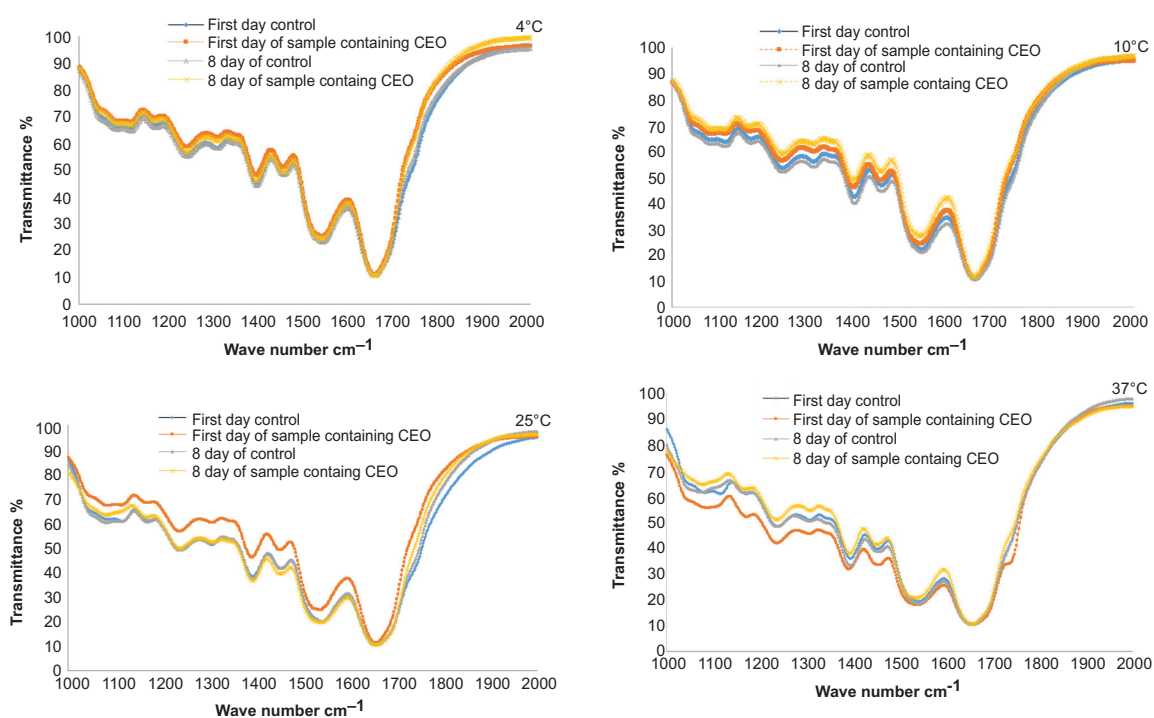 First day control
First day of sample containing CEO
8 day of control
8 day of sample containg CEO
4°C
100
90
80
70
60
50
40
30
20
10
0
Transmittance %
1000 1100 1200 1300 1400 1500 1600 1700 1800 1900 2000
Wave number cm–1
First day control
First day of sample containing CEO
8 day of control
8 day of sample containg CEO
10°C
100
90
80
70
60
50
40
30
20
10
0
Transmittance %
1000 1100 1200 1300 1400 1500 1600 1700 1800 1900 2000
Wave number cm–1
First day control
First day of sample containing CEO
8 day of control
8 day of sample containg CEO
25°C
100
90
80
70
60
50
40
30
20
10
0
Transmittance %
1000 1100 1200 1300 1400 1500 1600 1700 1800 1900 2000
Wave number cm–1
First day control
First day of sample containing CEO
8 day of control
8 day of sample containg CEO
37°C
100
90
80
70
60
50
40
30
20
10
0
Transmittance %
1000 1100 1200 1300 1400 1500 1600 1700 1800 1900 2000
Wave number cm-1